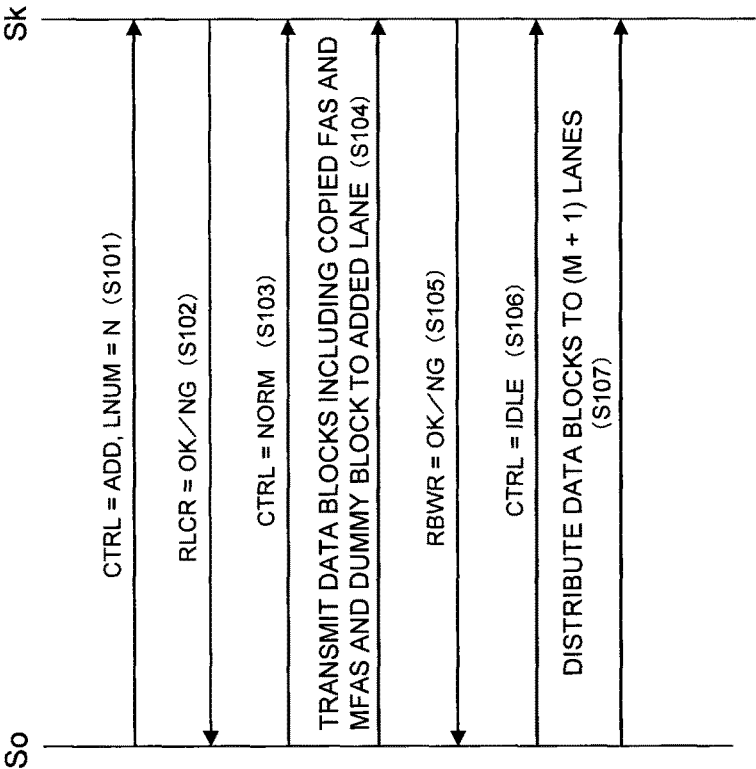 So
Sk
CTRL = ADD, LNUM = N (S101)
RLCR = OK/NG (S102)
CTRL = NORM (S103)
TRANSMIT DATA BLOCKS INCLUDING COPIED FAS AND
MFAS AND DUMMY BLOCK TO ADDED LANE (S104)
RBWR = OK/NG (S105)
CTRL = IDLE (S106)
DISTRIBUTE DATA BLOCKS TO (M + 1) LANES
(S107)